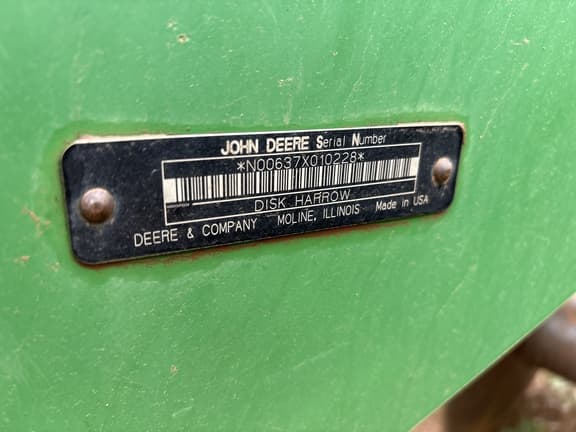 JOHN DEERE Serial Number
*N00637X010228*
DISK HARROW
DEERE & COMPANY MOLINE, ILLINOIS Made in USA